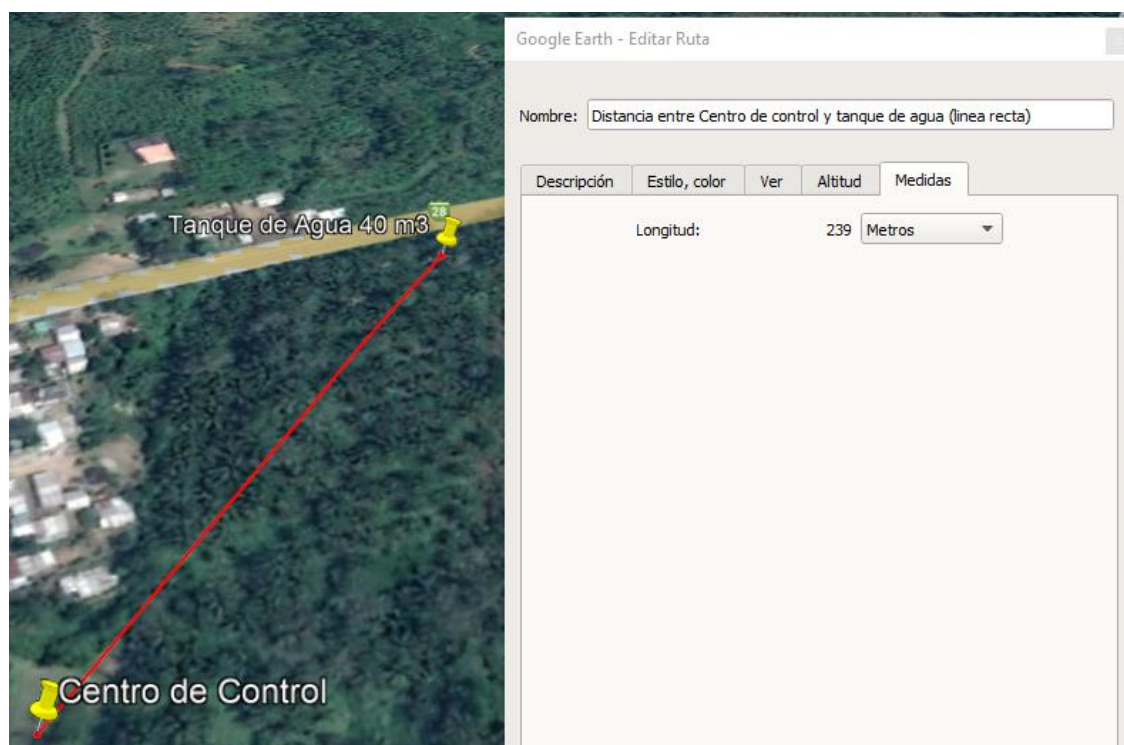 Google Earth - Editar Ruta
Nombre: Distancia entre Centro de control y tanque de agua (linea recta)
Descripción Estilo, color Ver Altitud Medidas
Longitud: 239 Metros
28
Tanque de Agua 40 m3
Centro de Control